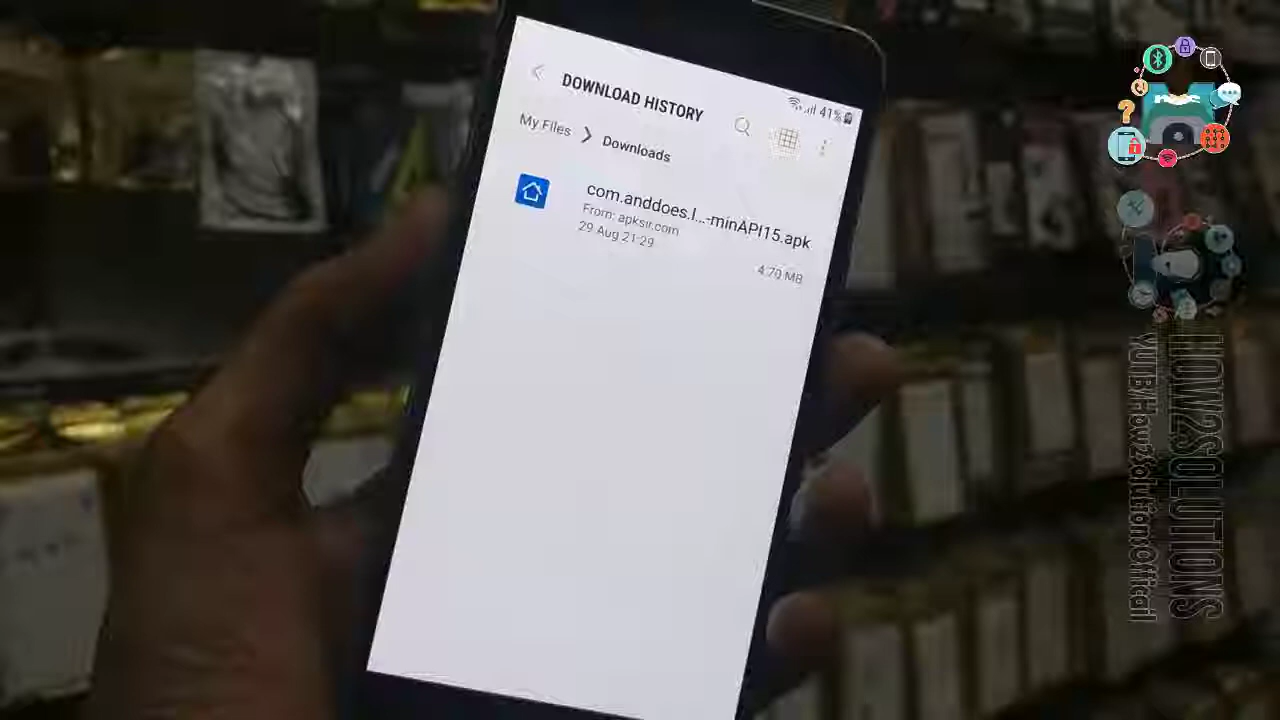 41%
DOWNLOAD HISTORY
My Files > Downloads
com.anddoes.l...-minAPI15.apk
From: apksir.com
29 Aug 21:29
4.70 MB
HOW2SOLUTIONS